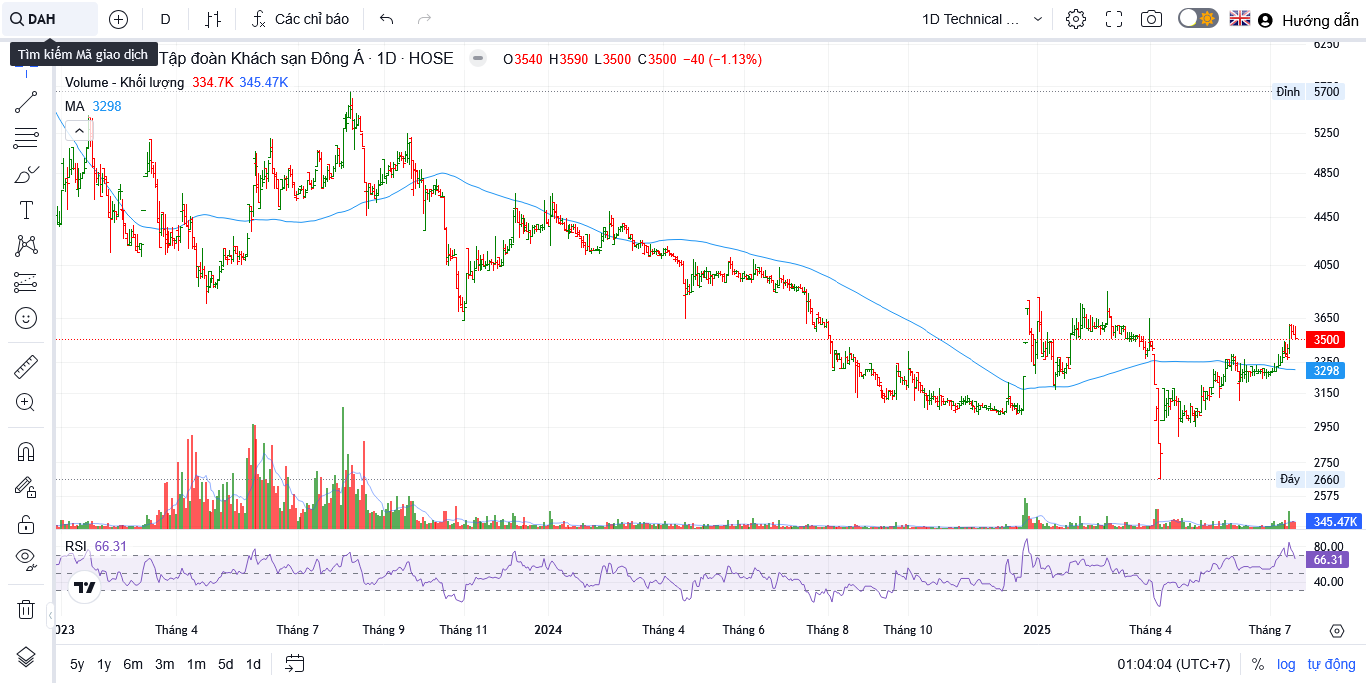 DAH
D
Các chỉ báo
1D Technical ...
Hướng dẫn
Tìm kiếm Mã giao dịch
Tập đoàn Khách sạn Đông Á · 1D · HOSE
O3540 H3590 L3500 C3500 −40 (−1.13%)
Volume - Khối lượng 334.7K 345.47K
MA 3298
6250
Đỉnh 5700
5250
4850
4450
4050
3650
3500
3250
3298
3150
2950
2750
Đáy 2660
2575
345.47K
RSI 66.31
80.00
66.31
40.00
023 Tháng 4 Tháng 7 Tháng 9 Tháng 11 2024 Tháng 4 Tháng 6 Tháng 8 Tháng 10 2025 Tháng 4 Tháng 7
5y 1y 6m 3m 1m 5d 1d
01:04:04 (UTC+7) % log tự động